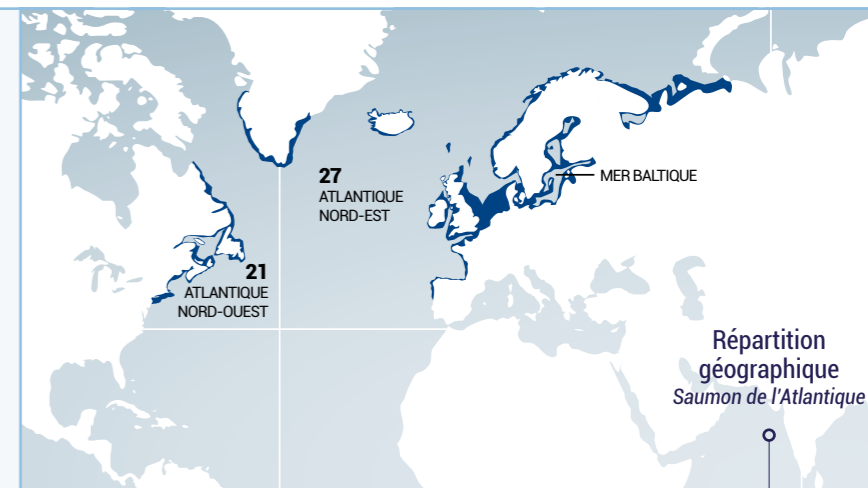 27
ATLANTIQUE
NORD-EST
MER BALTIQUE
21
ATLANTIQUE
NORD-OUEST
Répartition
géographique
Saumon de l'Atlantique